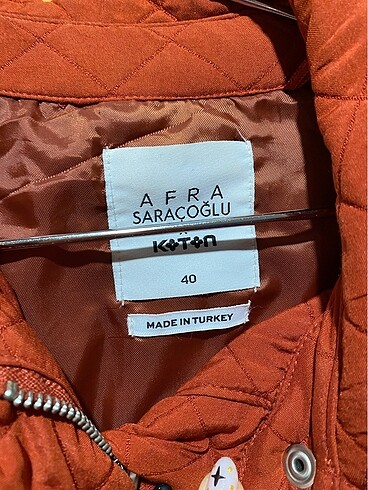 AFRA
SARAÇOĞLU
X
KOTON
40
MADE IN TURKEY